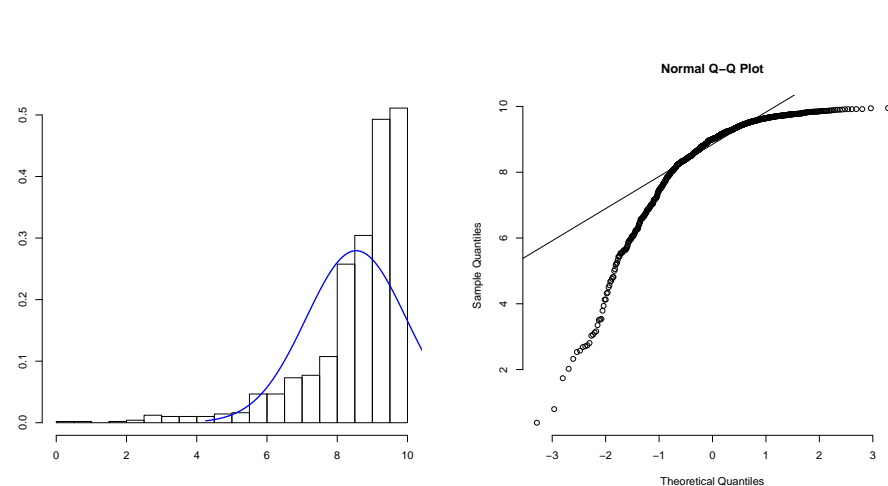 0.0 0.1 0.2 0.3 0.4 0.5
0 2 4 6 8 10
Normal Q−Q Plot
Sample Quantiles
2 4 6 8 10
−3 −2 −1 0 1 2 3
Theoretical Quantiles